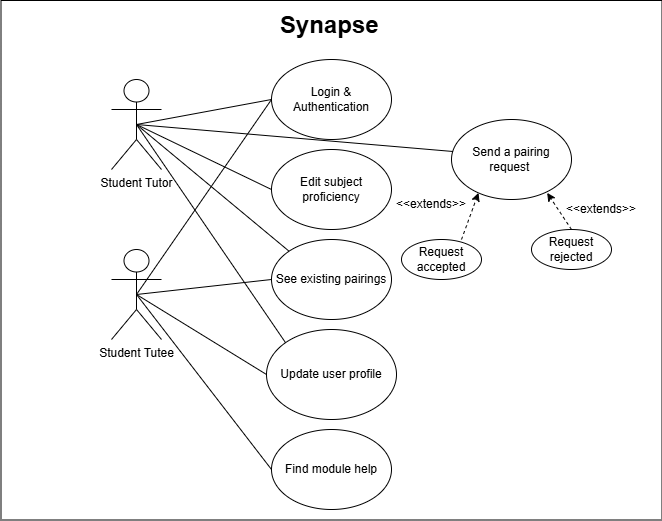 Synapse
Login &
Authentication
Student Tutor
Send a pairing
request
Edit subject
proficiency
<<extends>>
<<extends>>
Request
accepted
Request
rejected
See existing pairings
Student Tutee
Update user profile
Find module help